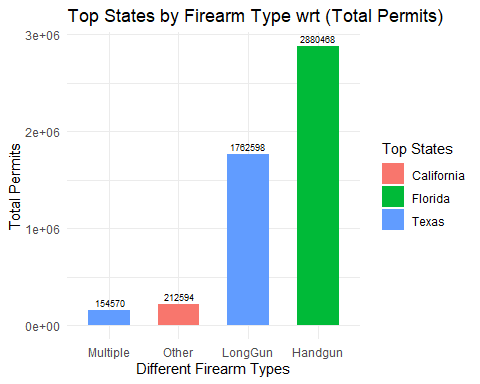 Top States by Firearm Type wrt (Total Permits)
3e+06
2e+06
1e+06
0e+00
Total Permits
154570
212594
1762598
2880468
Multiple Other LongGun Handgun
Different Firearm Types
Top States
California
Florida
Texas